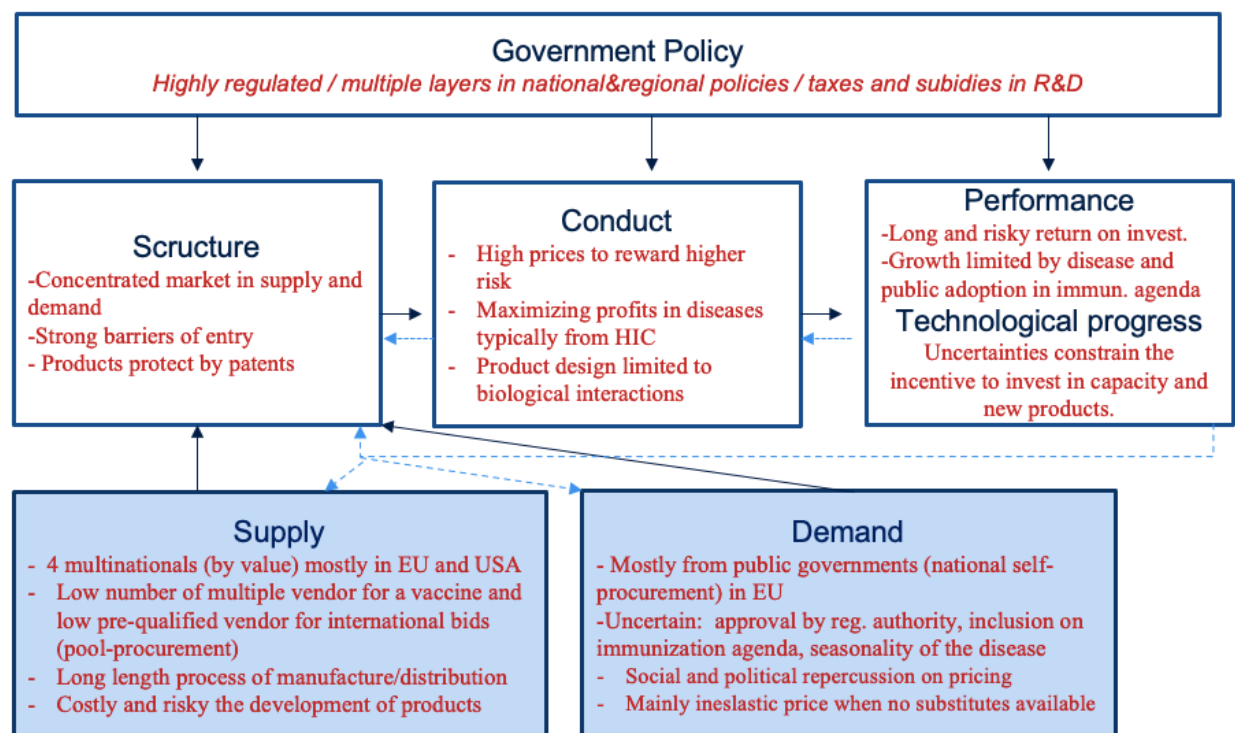 Government Policy
Highly regulated / multiple layers in national&regional policies / taxes and subidies in R&D
Scructure
-Concentrated market in supply and
demand
-Strong barriers of entry
- Products protect by patents
Conduct
- High prices to reward higher
risk
- Maximizing profits in diseases
typically from HIC
- Product design limited to
biological interactions
Performance
-Long and risky return on invest.
-Growth limited by disease and
public adoption in immun. agenda
Technological progress
Uncertainties constrain the
incentive to invest in capacity and
new products.
Supply
- 4 multinationals (by value) mostly in EU and USA
- Low number of multiple vendor for a vaccine and
low pre-qualified vendor for international bids
(pool-procurement)
- Long length process of manufacture/distribution
- Costly and risky the development of products
Demand
- Mostly from public governments (national self-
procurement) in EU
-Uncertain: approval by reg. authority, inclusion on
immunization agenda, seasonality of the disease
- Social and political repercussion on pricing
- Mainly ineslastic price when no substitutes available